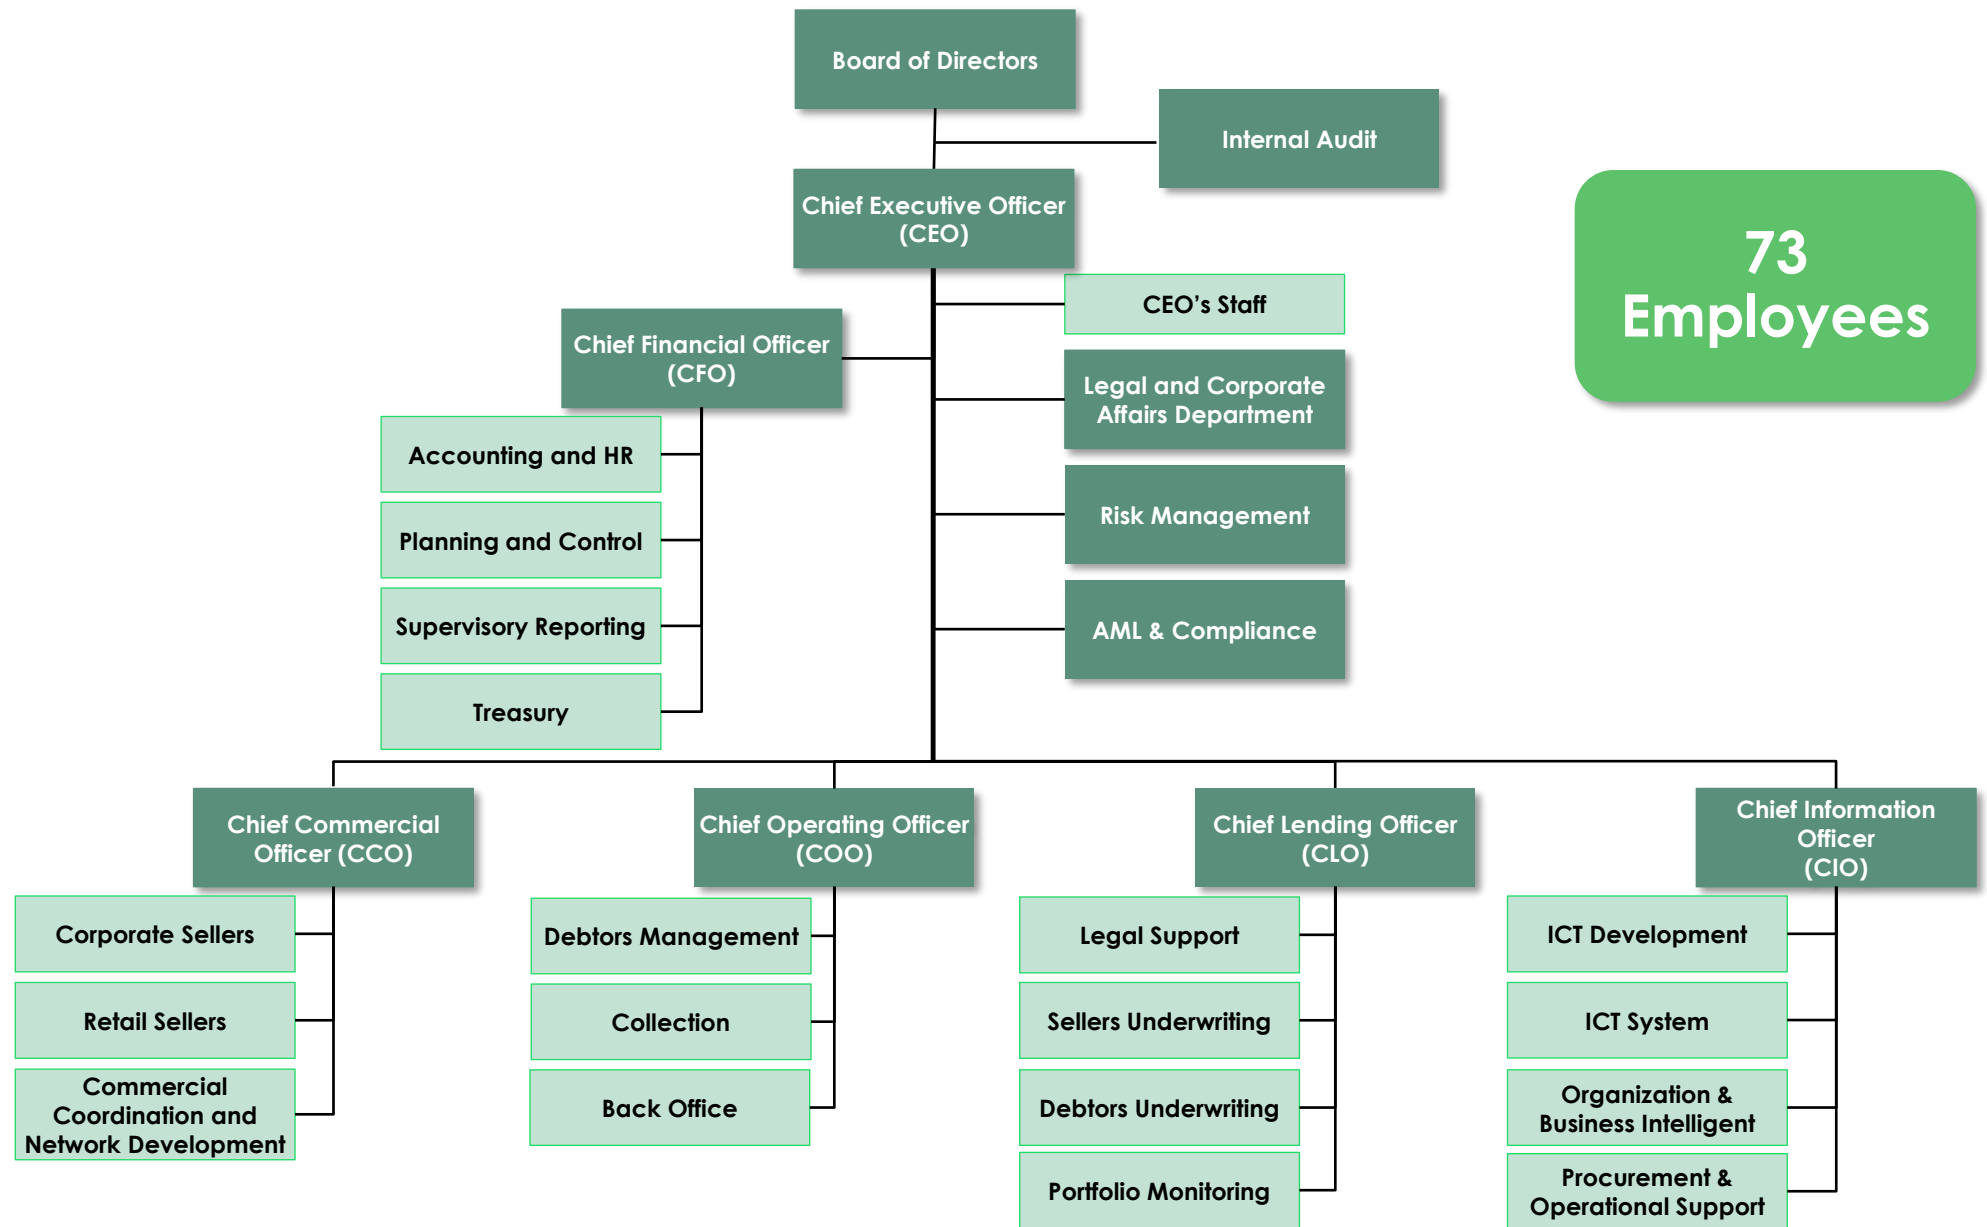 Board of Directors
Internal Audit
Chief Executive Officer
(CEO)
73
Employees
CEO’s Staff
Chief Financial Officer
(CFO)
Legal and Corporate
Affairs Department
Accounting and HR
Risk Management
Planning and Control
AML & Compliance
Supervisory Reporting
Treasury
Chief Commercial
Officer (CCO)
Corporate Sellers
Retail Sellers
Commercial
Coordination and
Network Development
Chief Operating Officer
(COO)
Debtors Management
Collection
Back Office
Chief Lending Officer
(CLO)
Legal Support
Sellers Underwriting
Debtors Underwriting
Portfolio Monitoring
Chief Information
Officer
(CIO)
ICT Development
ICT System
Organization &
Business Intelligent
Procurement &
Operational Support